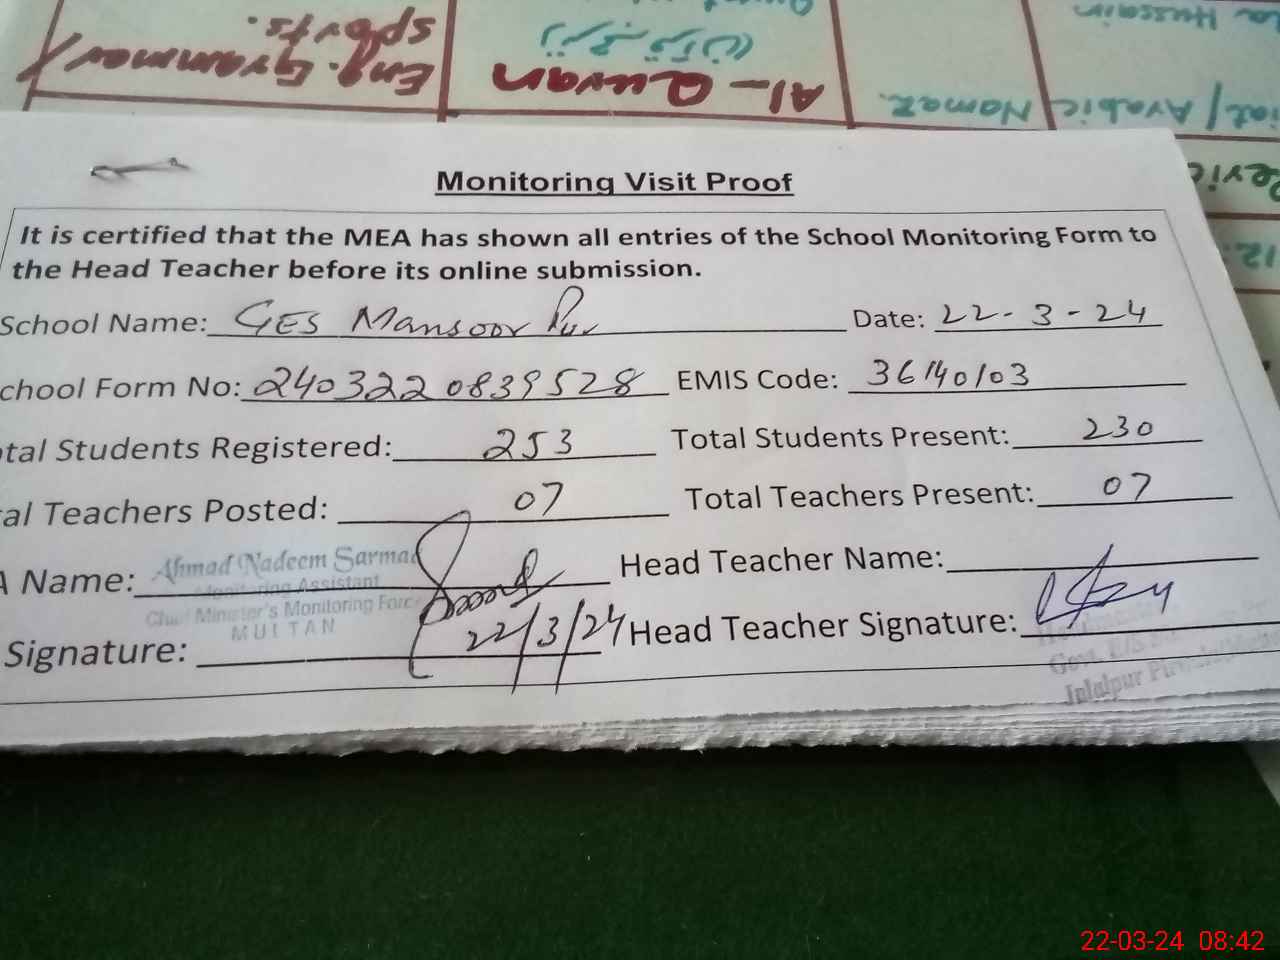 Eng. Grammar/
sports.
Al-Quran
Namaz.
/Arabic
Hussain
12:
Monitoring Visit Proof
It is certified that the MEA has shown all entries of the School Monitoring Form to
the Head Teacher before its online submission.
School Name: GES Mansoor Pur Date: 22-3-24
chool Form No: 2403220839528 EMIS Code: 36140103
tal Students Registered: 253 Total Students Present: 230
al Teachers Posted: 07 Total Teachers Present: 07
A Name: Ahmad Nadeem Sarmad Head Teacher Name:
Monitoring Assistant
Chief Minister's Monitoring Force
MULTAN
Signature: 22/3/24 Head Teacher Signature:
Jalalpur
22-03-24 08:42